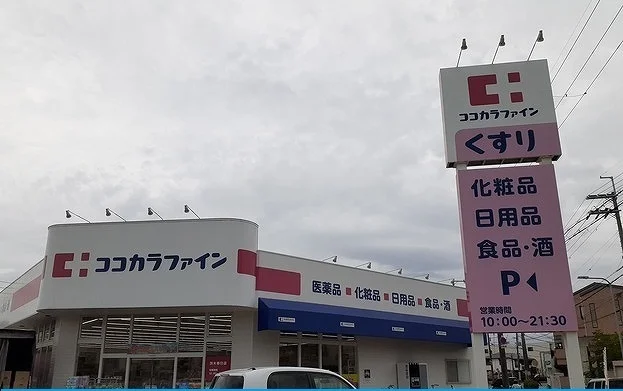 ココカラファイン
くすり
化粧品
日用品
食品・酒
P
営業時間
10:00〜21:30
ココカラファイン
医薬品 化粧品 日用品 食品・酒